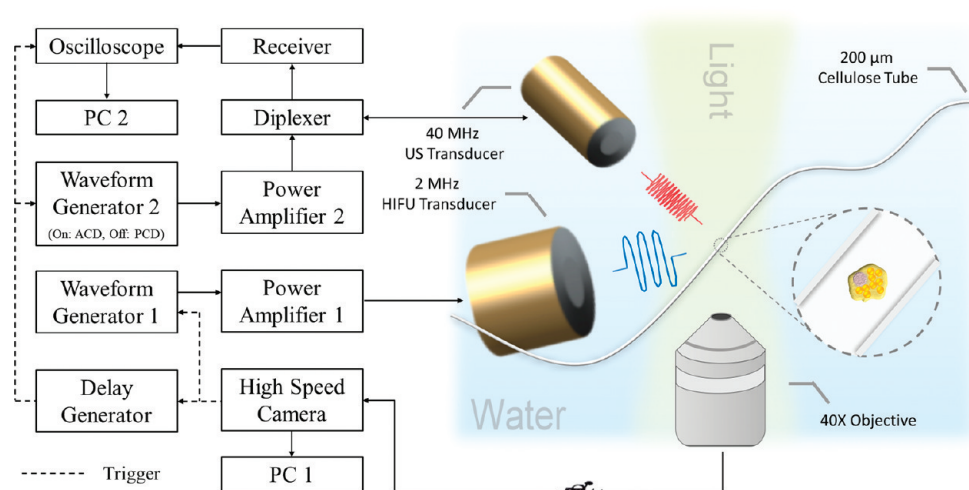 Oscilloscope
Receiver
PC 2
Diplexer
Waveform
Generator 2
(On: ACD, Off: PCD)
Power
Amplifier 2
Waveform
Generator 1
Power
Amplifier 1
Delay
Generator
High Speed
Camera
PC 1
Trigger
40 MHz
US Transducer
2 MHz
HIFU Transducer
Light
200 µm
Cellulose Tube
Water
40X Objective